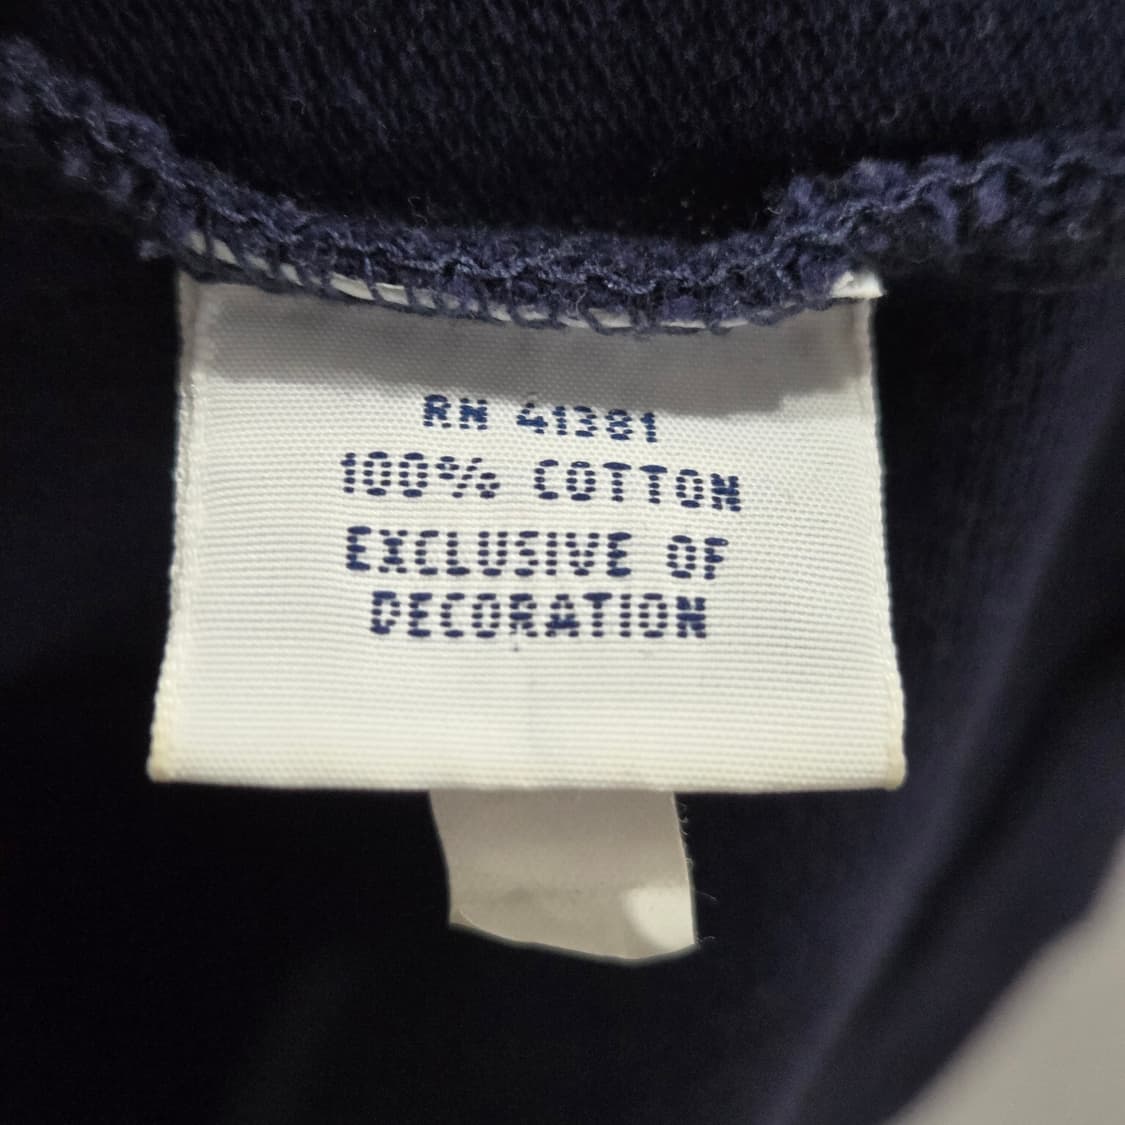 RN 41381
100% COTTON
EXCLUSIVE OF
DECORATION